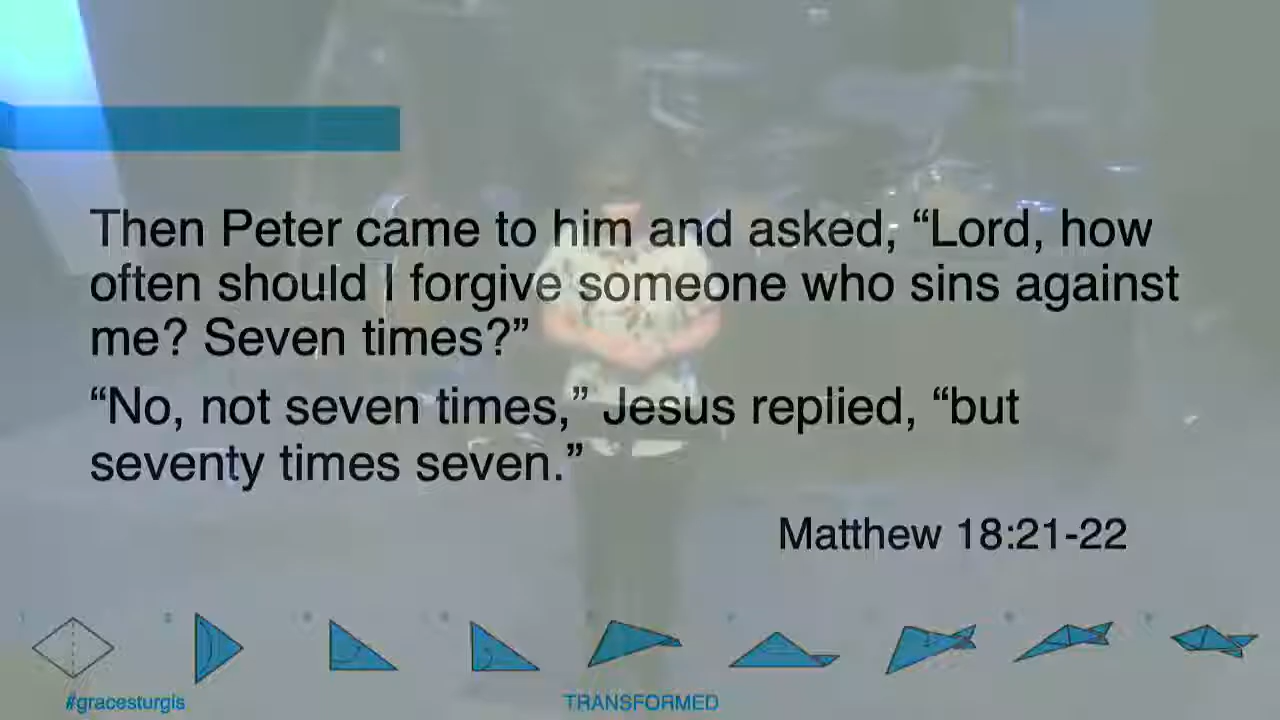 Then Peter came to him and asked, “Lord, how
often should I forgive someone who sins against
me? Seven times?”
“No, not seven times,” Jesus replied, “but
seventy times seven.”
Matthew 18:21-22
#gracesturgis
TRANSFORMED